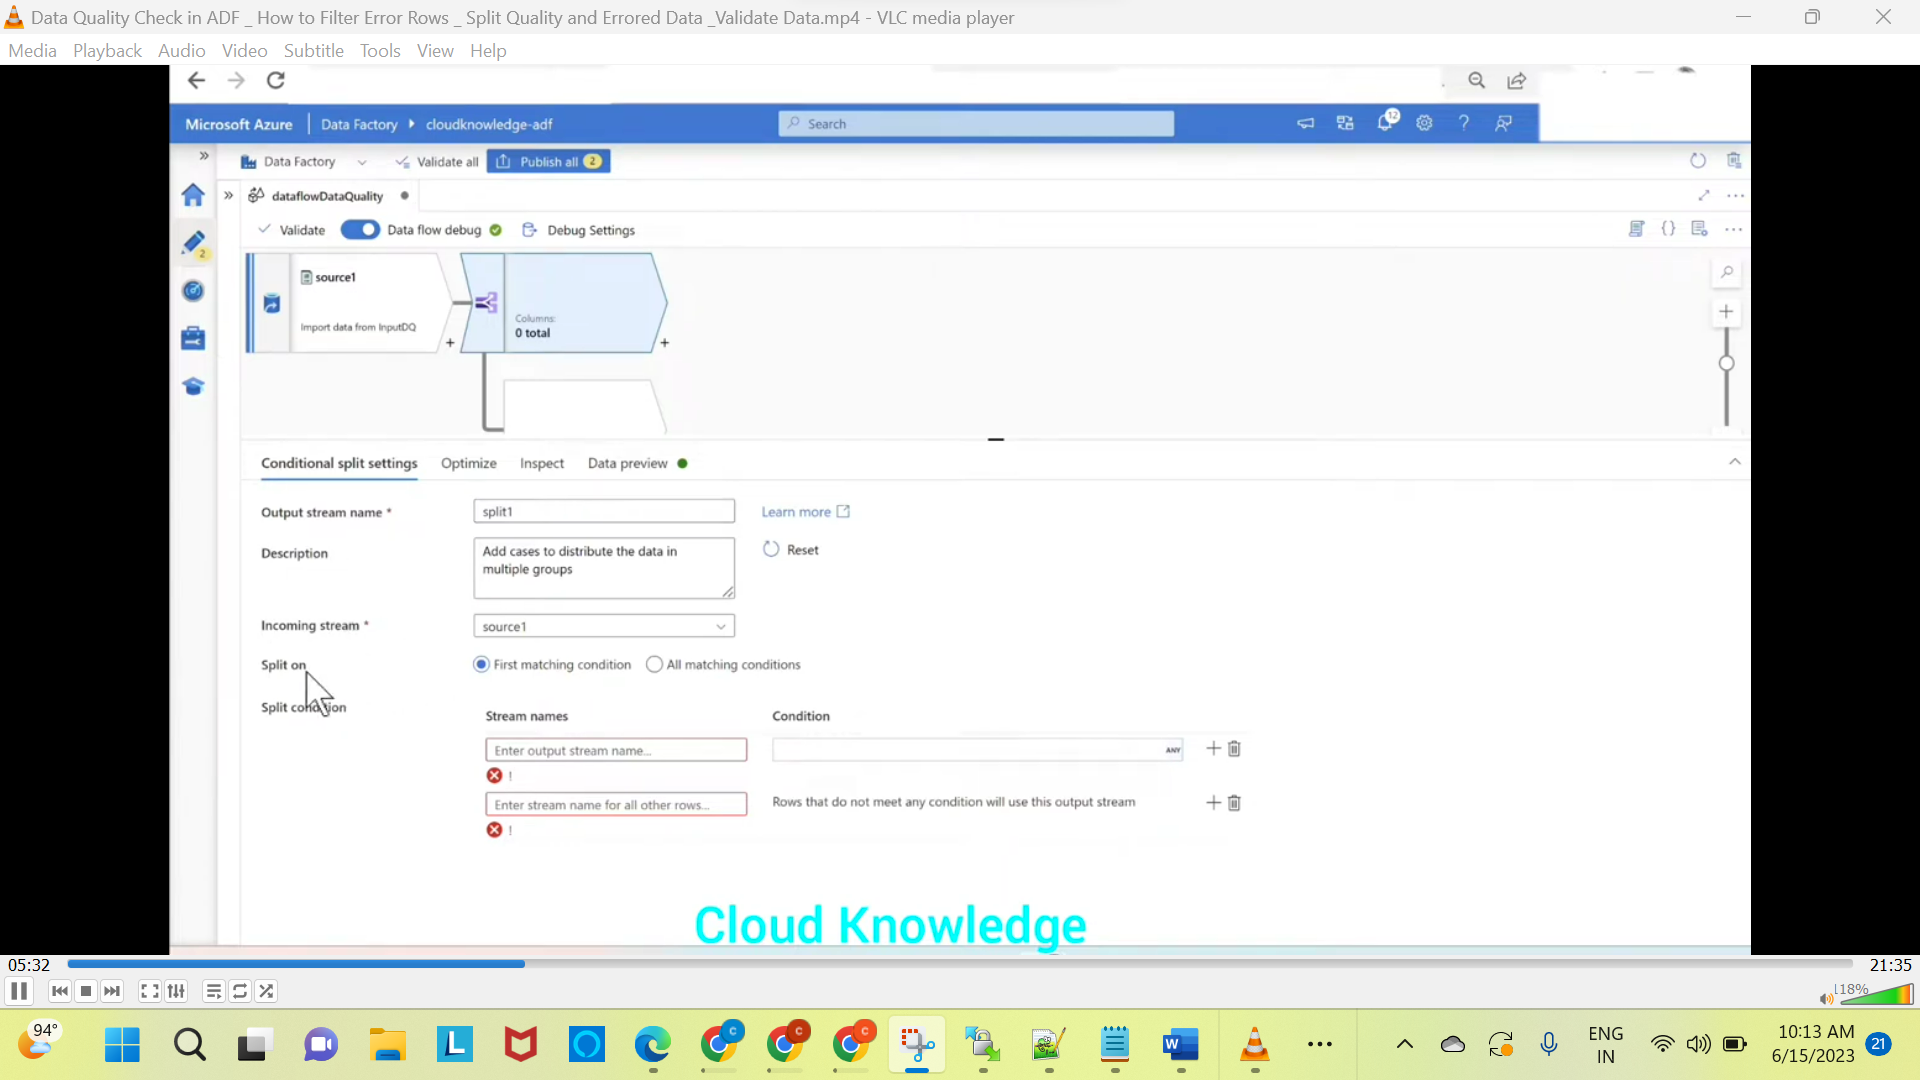 Data Quality Check in ADF _ How to Filter Error Rows _ Split Quality and Errored Data _Validate Data.mp4 - VLC media player
Media Playback Audio Video Subtitle Tools View Help
Microsoft Azure | Data Factory cloudknowledge-adf
Search
12
Data Factory Validate all Publish all 2
dataflowDataQuality
2
Validate Data flow debug Debug Settings
source1
Import data from InputDQ
Columns:
0 total
Conditional split settings Optimize Inspect Data preview
Output stream name * split1 Learn more
Description
Add cases to distribute the data in
multiple groups
Reset
Incoming stream * source1
Split on First matching condition All matching conditions
Split condition
Stream names Condition
Enter output stream name... ANY
!
Enter stream name for all other rows... Rows that do not meet any condition will use this output stream
!
Cloud Knowledge
05:32 21:35
118%
94°
ENG
IN
10:13 AM
6/15/2023
21